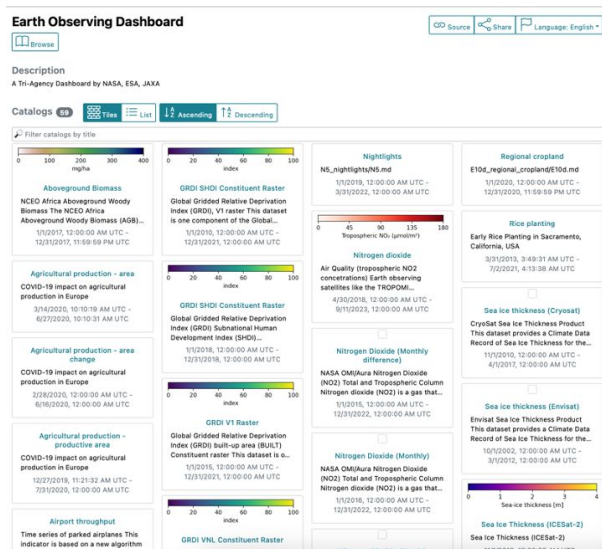 Earth Observing Dashboard
Browse
Source
Share
Language: English
Description
A Tri-Agency Dashboard by NASA, ESA, JAXA
Catalogs 59
Tiles
List
Ascending
Descending
Filter catalogs by title
0 100 200 300 400
mg/ha
Aboveground Biomass
NCEO Africa Aboveground Woody
Biomass The NCEO Africa
Aboveground Woody Biomass (AGB)...
1/1/2017, 12:00:00 AM UTC -
12/31/2017, 11:59:59 PM UTC
Agricultural production - area
COVID-19 impact on agricultural
production in Europe
3/14/2020, 10:10:19 AM UTC -
6/27/2020, 10:10:31 AM UTC
Agricultural production - area
change
COVID-19 impact on agricultural
production in Europe
2/28/2020, 12:00:00 AM UTC -
6/16/2020, 12:00:00 AM UTC
Agricultural production -
productive area
COVID-19 impact on agricultural
production in Europe
12/27/2019, 11:21:32 AM UTC -
7/31/2020, 12:00:00 AM UTC
Airport throughput
Time series of parked airplanes This
indicator is based on a new algorithm
0 20 40 60 80 100
index
GRDI SHDI Constituent Raster
Global Gridded Relative Deprivation
Index (GRDI), V1 raster This dataset
is one component of the Global...
1/1/2010, 12:00:00 AM UTC -
12/31/2021, 12:00:00 AM UTC
0 20 40 60 80 100
index
GRDI SHDI Constituent Raster
Global Gridded Relative Deprivation
Index (GRDI) Subnational Human
Development Index (SHDI)...
1/1/2018, 12:00:00 AM UTC -
12/31/2018, 12:00:00 AM UTC
0 20 40 60 80 100
index
GRDI V1 Raster
Global Gridded Relative Deprivation
Index (GRDI) built-up area (BUILT)
Constituent raster This dataset is o...
1/1/2015, 12:00:00 AM UTC -
12/31/2021, 12:00:00 AM UTC
0 20 40 60 80 100
index
GRDI VNL Constituent Raster
Nightlights
N5_nightlights/N5.md
1/1/2019, 12:00:00 AM UTC -
3/31/2022, 12:00:00 AM UTC
0 45 90 135 180
Tropospheric NO₂ (µmol/m²)
Nitrogen dioxide
Air Quality (tropospheric NO2
concetrations) Earth observing
satellites like the TROPOMI...
4/30/2018, 12:00:00 AM UTC -
9/11/2023, 12:00:00 AM UTC
Nitrogen Dioxide (Monthly
difference)
NASA OMI/Aura Nitrogen Dioxide
(NO2) Total and Tropospheric Column
Nitrogen dioxide (NO2) is a gas that...
1/1/2015, 12:00:00 AM UTC -
12/31/2022, 12:00:00 AM UTC
Nitrogen Dioxide (Monthly)
NASA OMI/Aura Nitrogen Dioxide
(NO2) Total and Tropospheric Column
Nitrogen dioxide (NO2) is a gas that...
1/1/2016, 12:00:00 AM UTC -
12/31/2022, 12:00:00 AM UTC
Regional cropland
E10d_regional_cropland/E10d.md
1/1/2020, 12:00:00 AM UTC -
12/31/2020, 11:59:59 PM UTC
Rice planting
Early Rice Planting in Sacramento,
California, USA
3/31/2013, 3:49:31 AM UTC -
7/2/2021, 4:13:38 AM UTC
Sea ice thickness (Cryosat)
CryoSat Sea Ice Thickness Product
This dataset provides a Climate Data
Record of Sea Ice Thickness for the...
11/1/2010, 12:00:00 AM UTC -
4/1/2017, 12:00:00 AM UTC
Sea ice thickness (Envisat)
Envisat Sea Ice Thickness Product
This dataset provides a Climate Data
Record of Sea Ice Thickness for the...
10/1/2002, 12:00:00 AM UTC -
3/1/2012, 12:00:00 AM UTC
0 1 2 3 4
Sea-ice thickness [m]
Sea Ice Thickness (ICESat-2)
Sea Ice Thickness (ICESat-2)